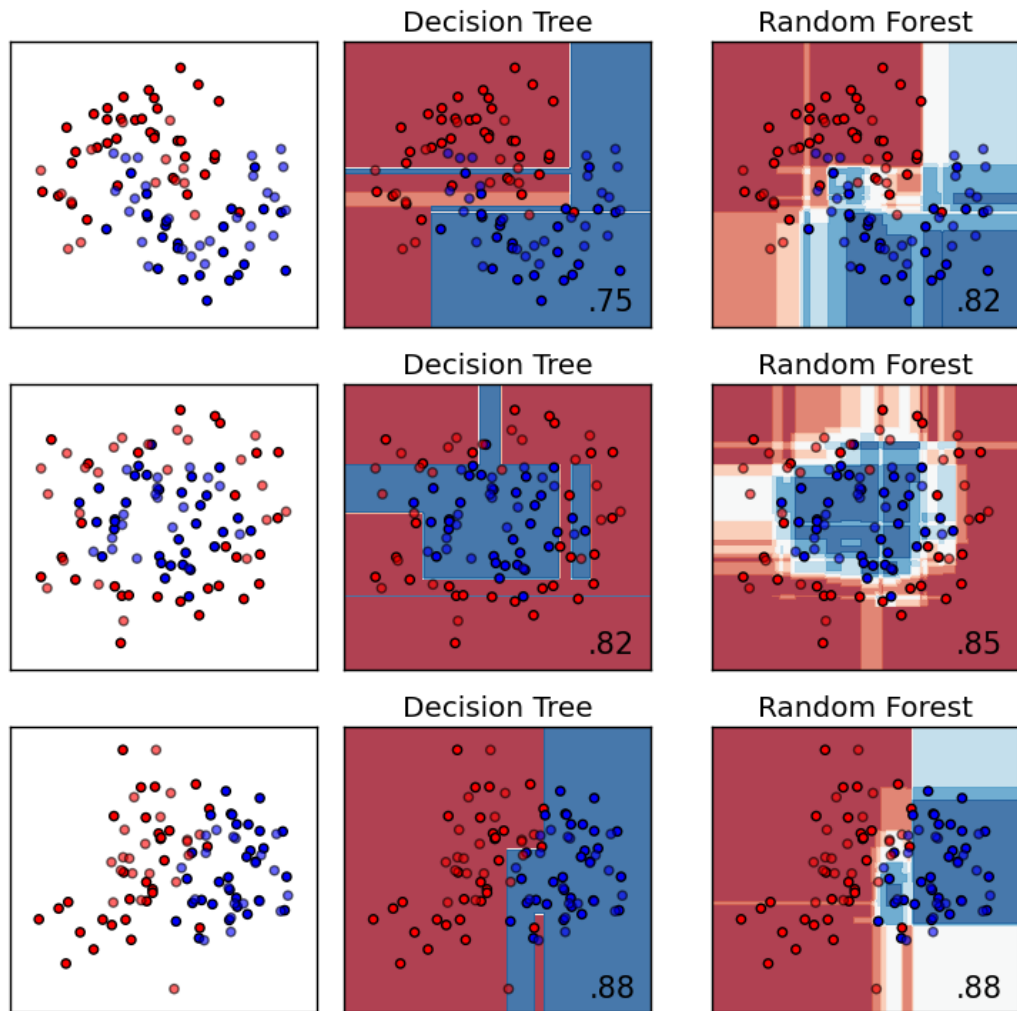 Decision Tree
Random Forest
.75
.82
Decision Tree
Random Forest
.82
.85
Decision Tree
Random Forest
.88
.88